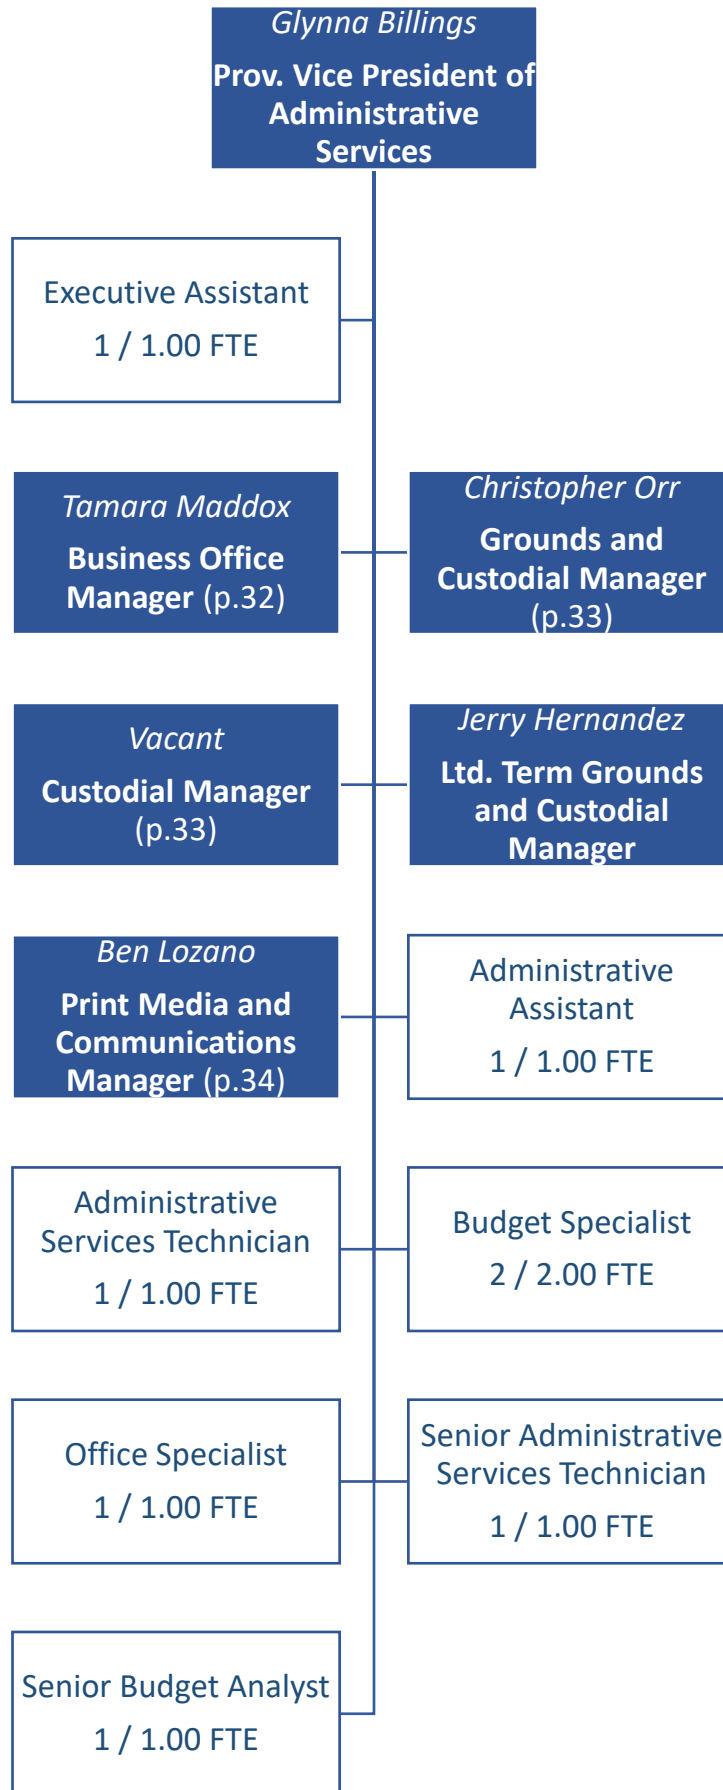 Glynna Billings
Prov. Vice President of
Administrative
Services
Executive Assistant
1 / 1.00 FTE
Tamara Maddox
Business Office
Manager (p.32)
Christopher Orr
Grounds and
Custodial Manager
(p.33)
Vacant
Custodial Manager
(p.33)
Jerry Hernandez
Ltd. Term Grounds
and Custodial
Manager
Ben Lozano
Print Media and
Communications
Manager (p.34)
Administrative
Assistant
1 / 1.00 FTE
Administrative
Services Technician
1 / 1.00 FTE
Budget Specialist
2 / 2.00 FTE
Office Specialist
1 / 1.00 FTE
Senior Administrative
Services Technician
1 / 1.00 FTE
Senior Budget Analyst
1 / 1.00 FTE